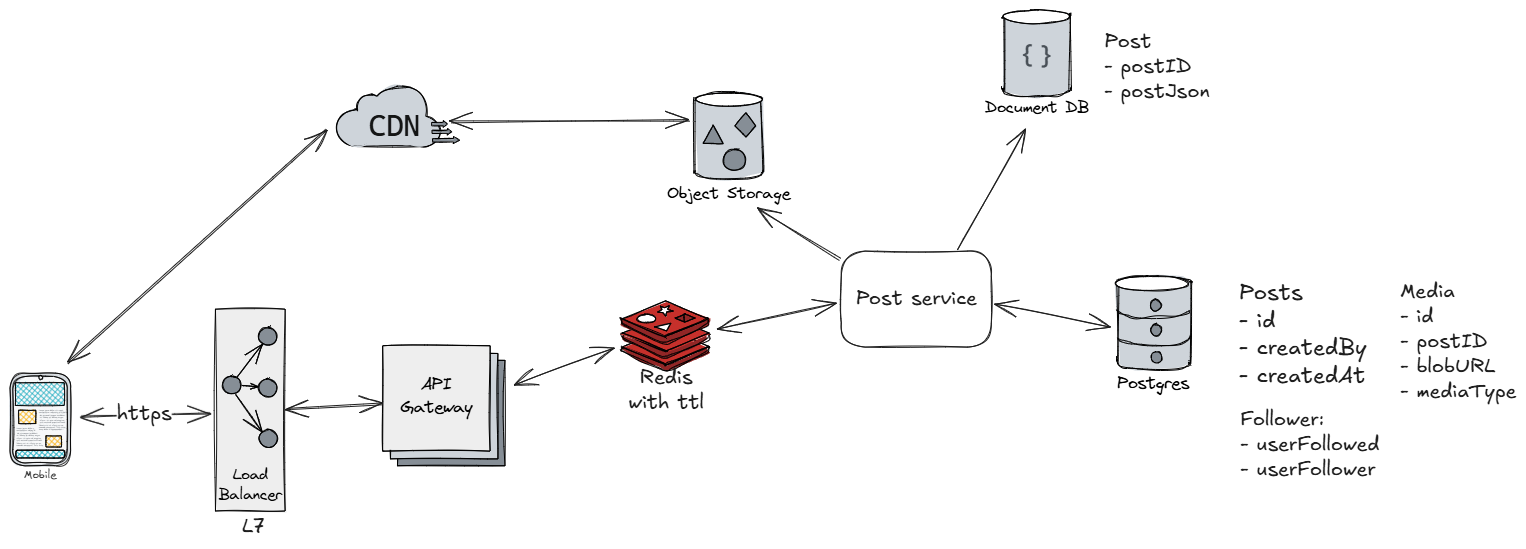 Post
- postID
- postJson
{ }
Document DB
CDN
Object Storage
Post service
Posts
- id
- createdBy
- createdAt
Media
- id
- postID
- blobURL
- mediaType
Postgres
Follower:
- userFollowed
- userFollower
Redis
with ttl
API
Gateway
https
Load
Balancer
L7
Mobile